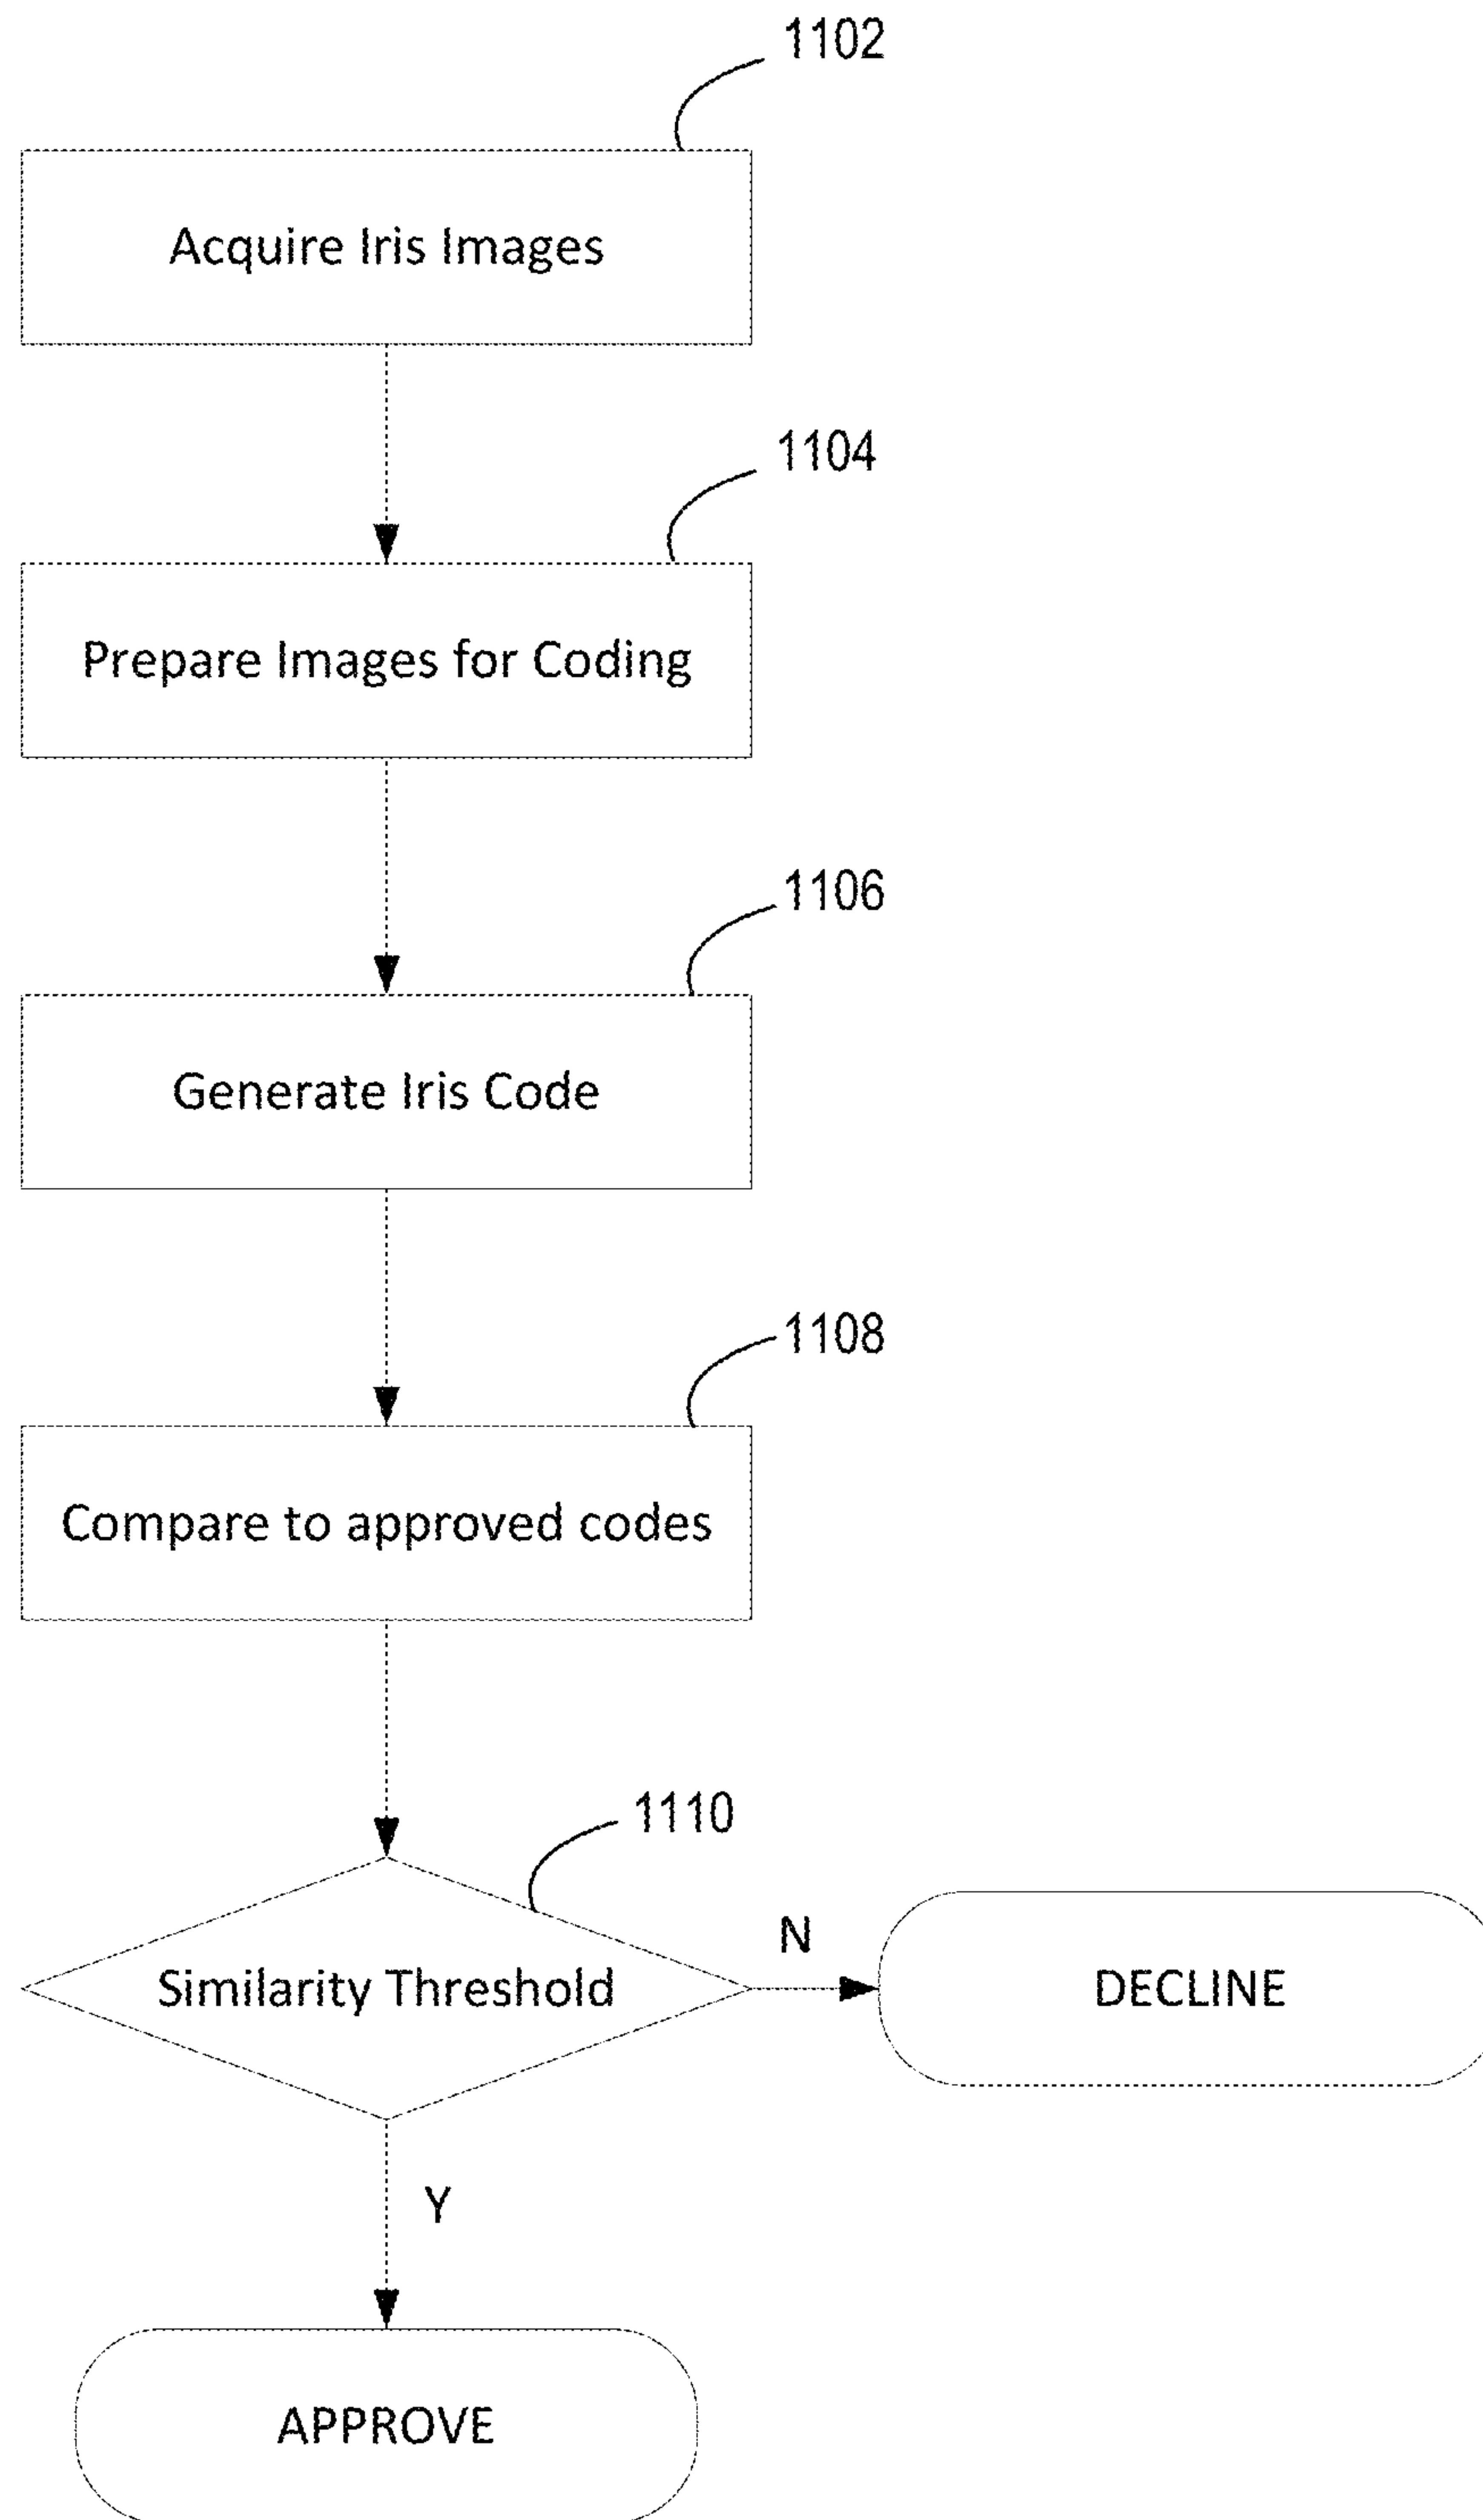 1102
Acquire Iris Images
1104
Prepare Images for Coding
1106
Generate Iris Code
1108
Compare to approved codes
1110
Similarity Threshold
N
DECLINE
Y
APPROVE